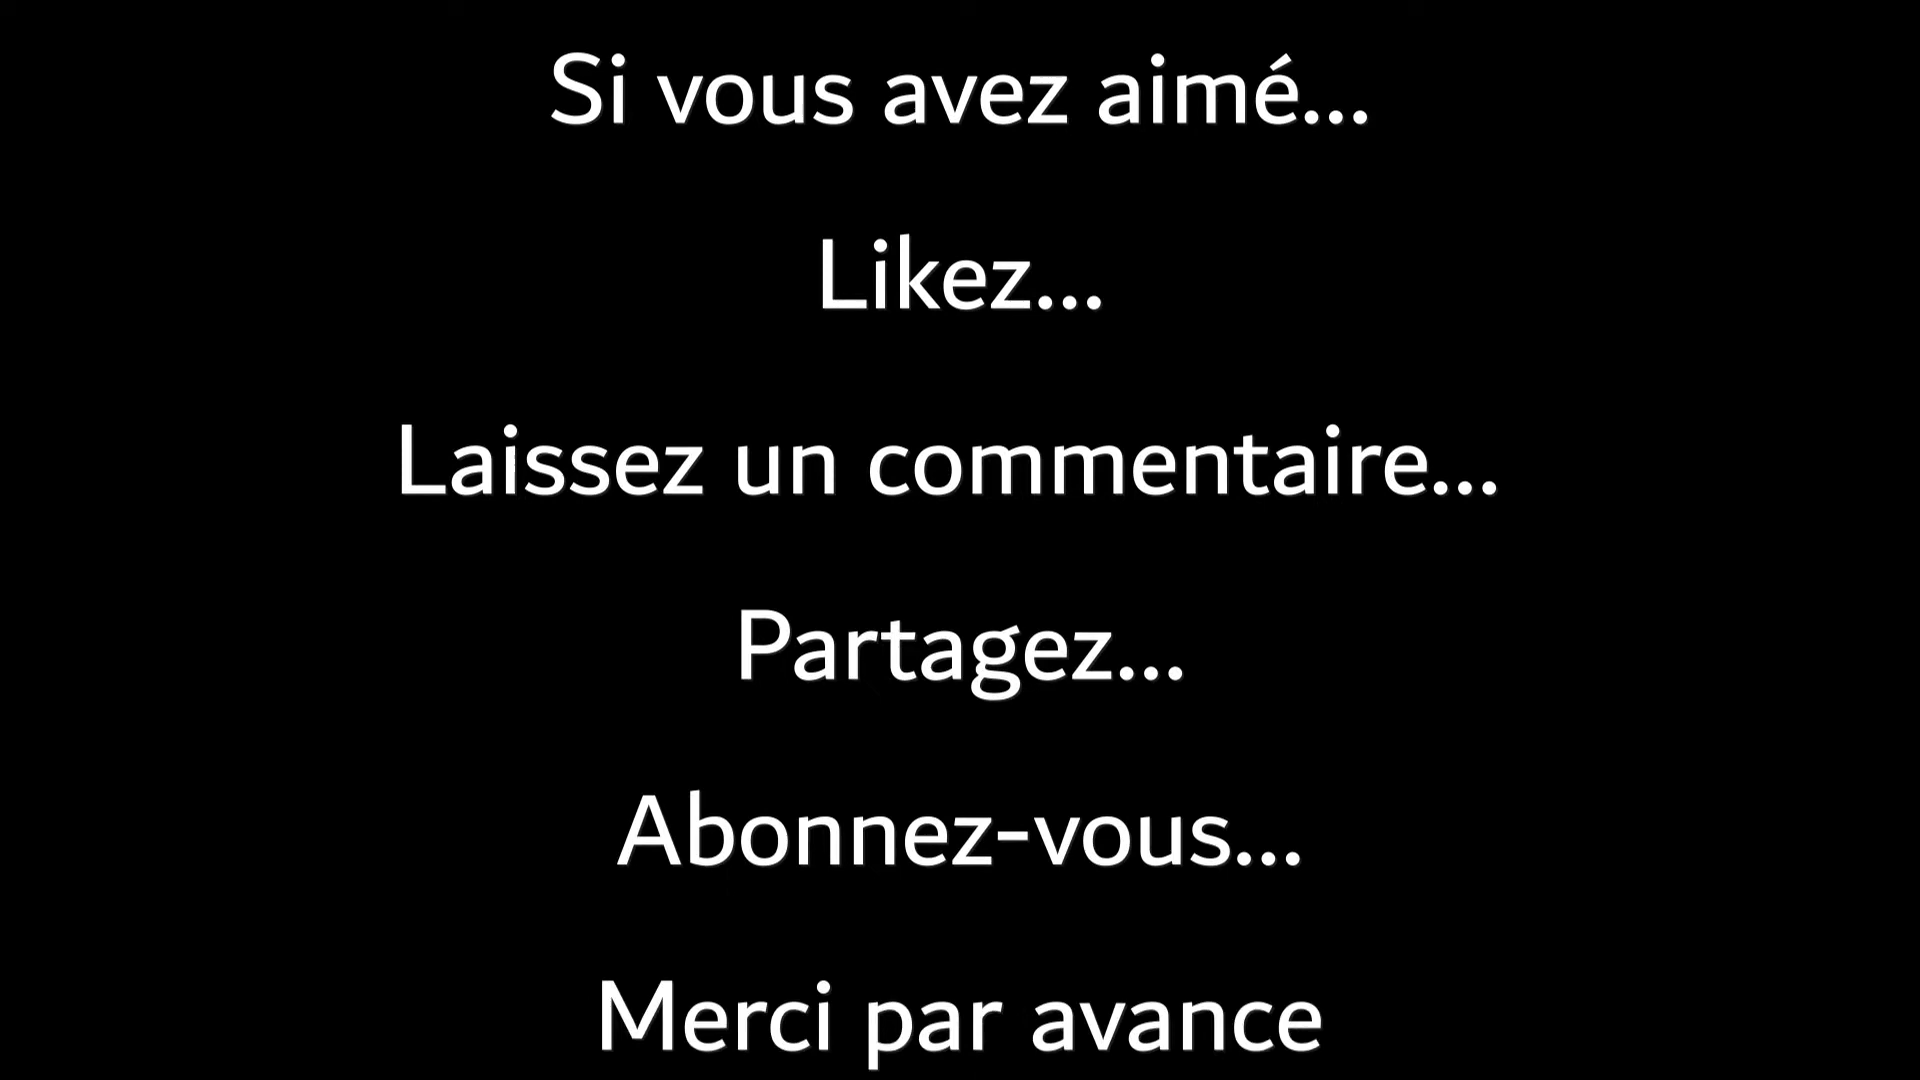 Si vous avez aimé...
Likez...
Laissez un commentaire...
Partagez...
Abonnez-vous...
Merci par avance